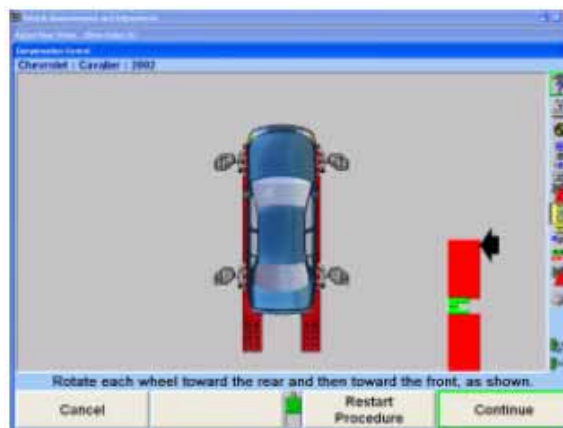 Chevrolet : Cavalier : 2002
Rotate each wheel toward the rear and then toward the front, as shown.
Cancel
Restart
Procedure
Continue